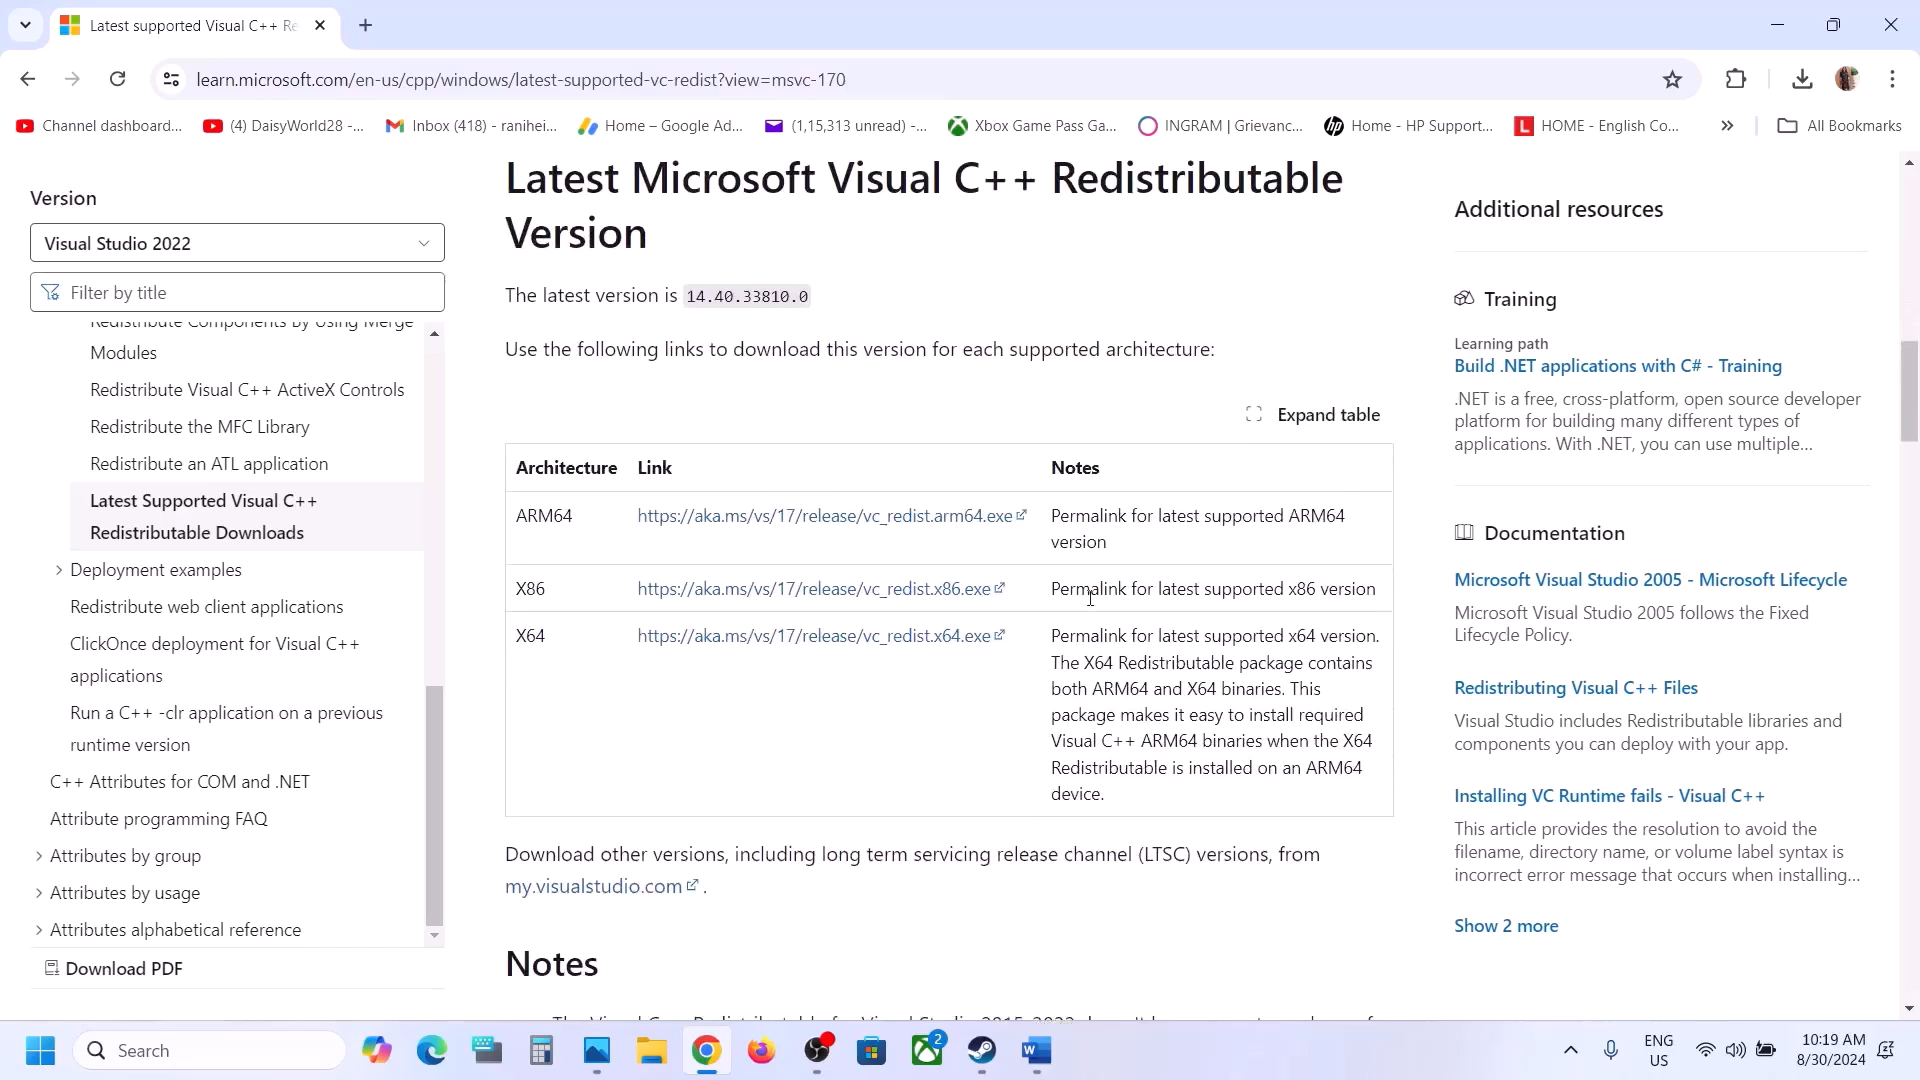 Latest supported Visual C++ Re
learn.microsoft.com/en-us/cpp/windows/latest-supported-vc-redist?view=msvc-170
Channel dashboard...
(4) DaisyWorld28 -...
Inbox (418) - ranihei...
Home – Google Ad...
(1,15,313 unread) -...
Xbox Game Pass Ga...
INGRAM | Grievanc...
Home - HP Support...
HOME - English Co...
All Bookmarks
Version
Visual Studio 2022
Filter by title
Redistribute Components By Using Merge
Modules
Redistribute Visual C++ ActiveX Controls
Redistribute the MFC Library
Redistribute an ATL application
Latest Supported Visual C++
Redistributable Downloads
Deployment examples
Redistribute web client applications
ClickOnce deployment for Visual C++
applications
Run a C++ -clr application on a previous
runtime version
C++ Attributes for COM and .NET
Attribute programming FAQ
Attributes by group
Attributes by usage
Attributes alphabetical reference
Download PDF
Latest Microsoft Visual C++ Redistributable
Version
The latest version is 14.40.33810.0
Use the following links to download this version for each supported architecture:
Expand table
Architecture Link Notes
ARM64 https://aka.ms/vs/17/release/vc_redist.arm64.exe Permalink for latest supported ARM64
version
X86 https://aka.ms/vs/17/release/vc_redist.x86.exe Permalink for latest supported x86 version
X64 https://aka.ms/vs/17/release/vc_redist.x64.exe Permalink for latest supported x64 version.
The X64 Redistributable package contains
both ARM64 and X64 binaries. This
package makes it easy to install required
Visual C++ ARM64 binaries when the X64
Redistributable is installed on an ARM64
device.
Download other versions, including long term servicing release channel (LTSC) versions, from
my.visualstudio.com .
Notes
Additional resources
Training
Learning path
Build .NET applications with C# - Training
.NET is a free, cross-platform, open source developer
platform for building many different types of
applications. With .NET, you can use multiple...
Documentation
Microsoft Visual Studio 2005 - Microsoft Lifecycle
Microsoft Visual Studio 2005 follows the Fixed
Lifecycle Policy.
Redistributing Visual C++ Files
Visual Studio includes Redistributable libraries and
components you can deploy with your app.
Installing VC Runtime fails - Visual C++
This article provides the resolution to avoid the
filename, directory name, or volume label syntax is
incorrect error message that occurs when installing...
Show 2 more
Search
2
ENG
US
10:19 AM
8/30/2024